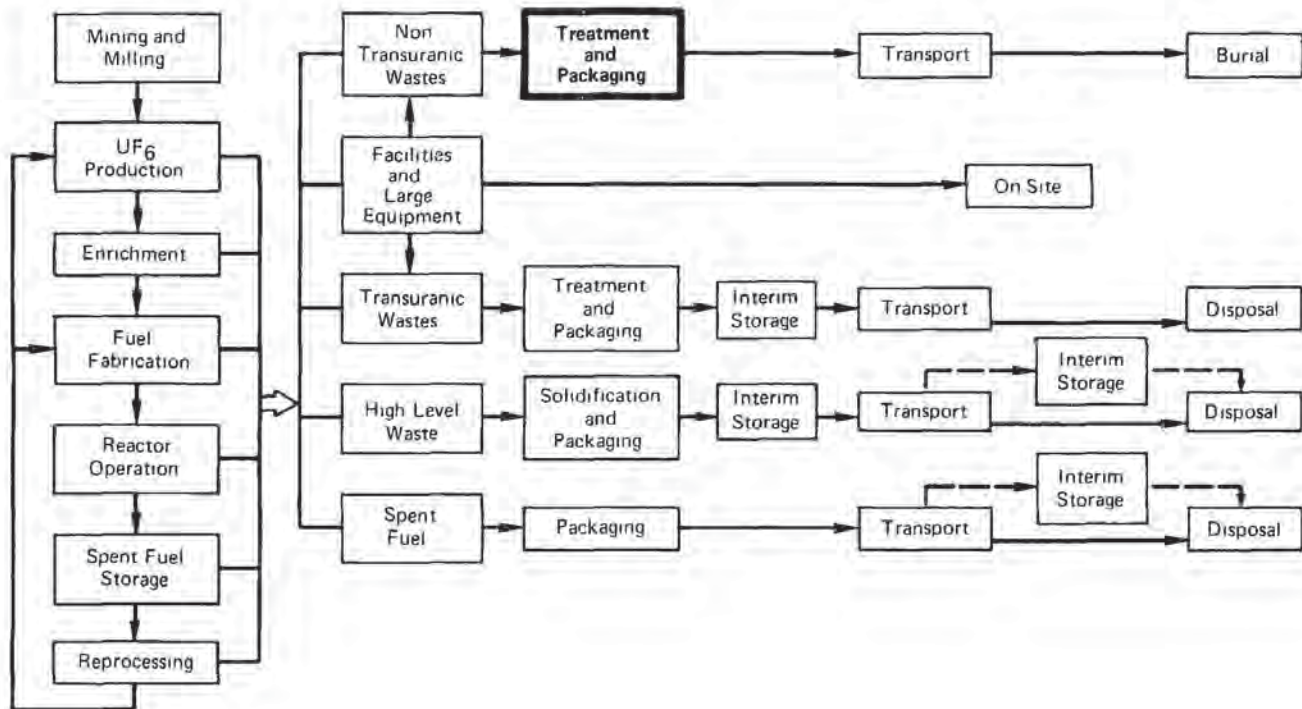 Mining and
Milling
UF6
Production
Enrichment
Fuel
Fabrication
Reactor
Operation
Spent Fuel
Storage
Reprocessing
Non
Transuranic
Wastes
Treatment
and
Packaging
Transport
Burial
Facilities
and
Large
Equipment
On Site
Transuranic
Wastes
Treatment
and
Packaging
Interim
Storage
Transport
Disposal
High Level
Waste
Solidification
and
Packaging
Interim
Storage
Transport
Interim
Storage
Disposal
Spent
Fuel
Packaging
Transport
Interim
Storage
Disposal